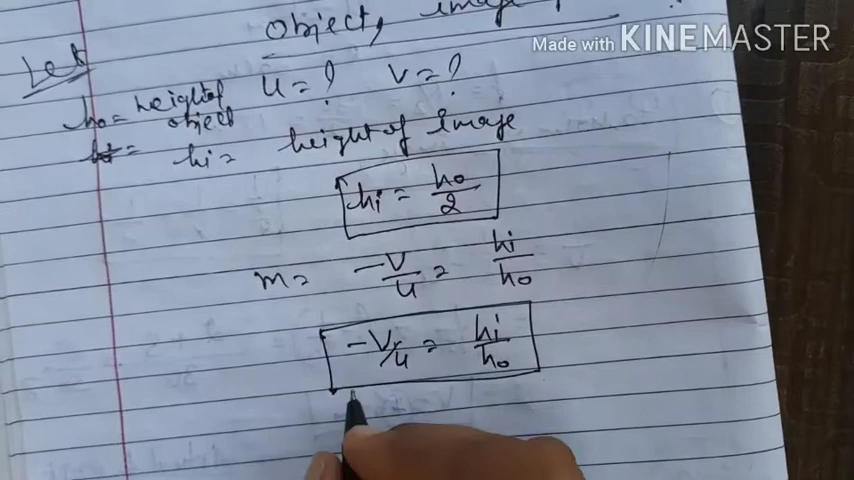 object, image
Made with KINEMASTER
Let
ho = height of object u = ? v = ?
hi = height of image
hi = ho/2
m = -v/u = hi/ho
-v/u = hi/ho